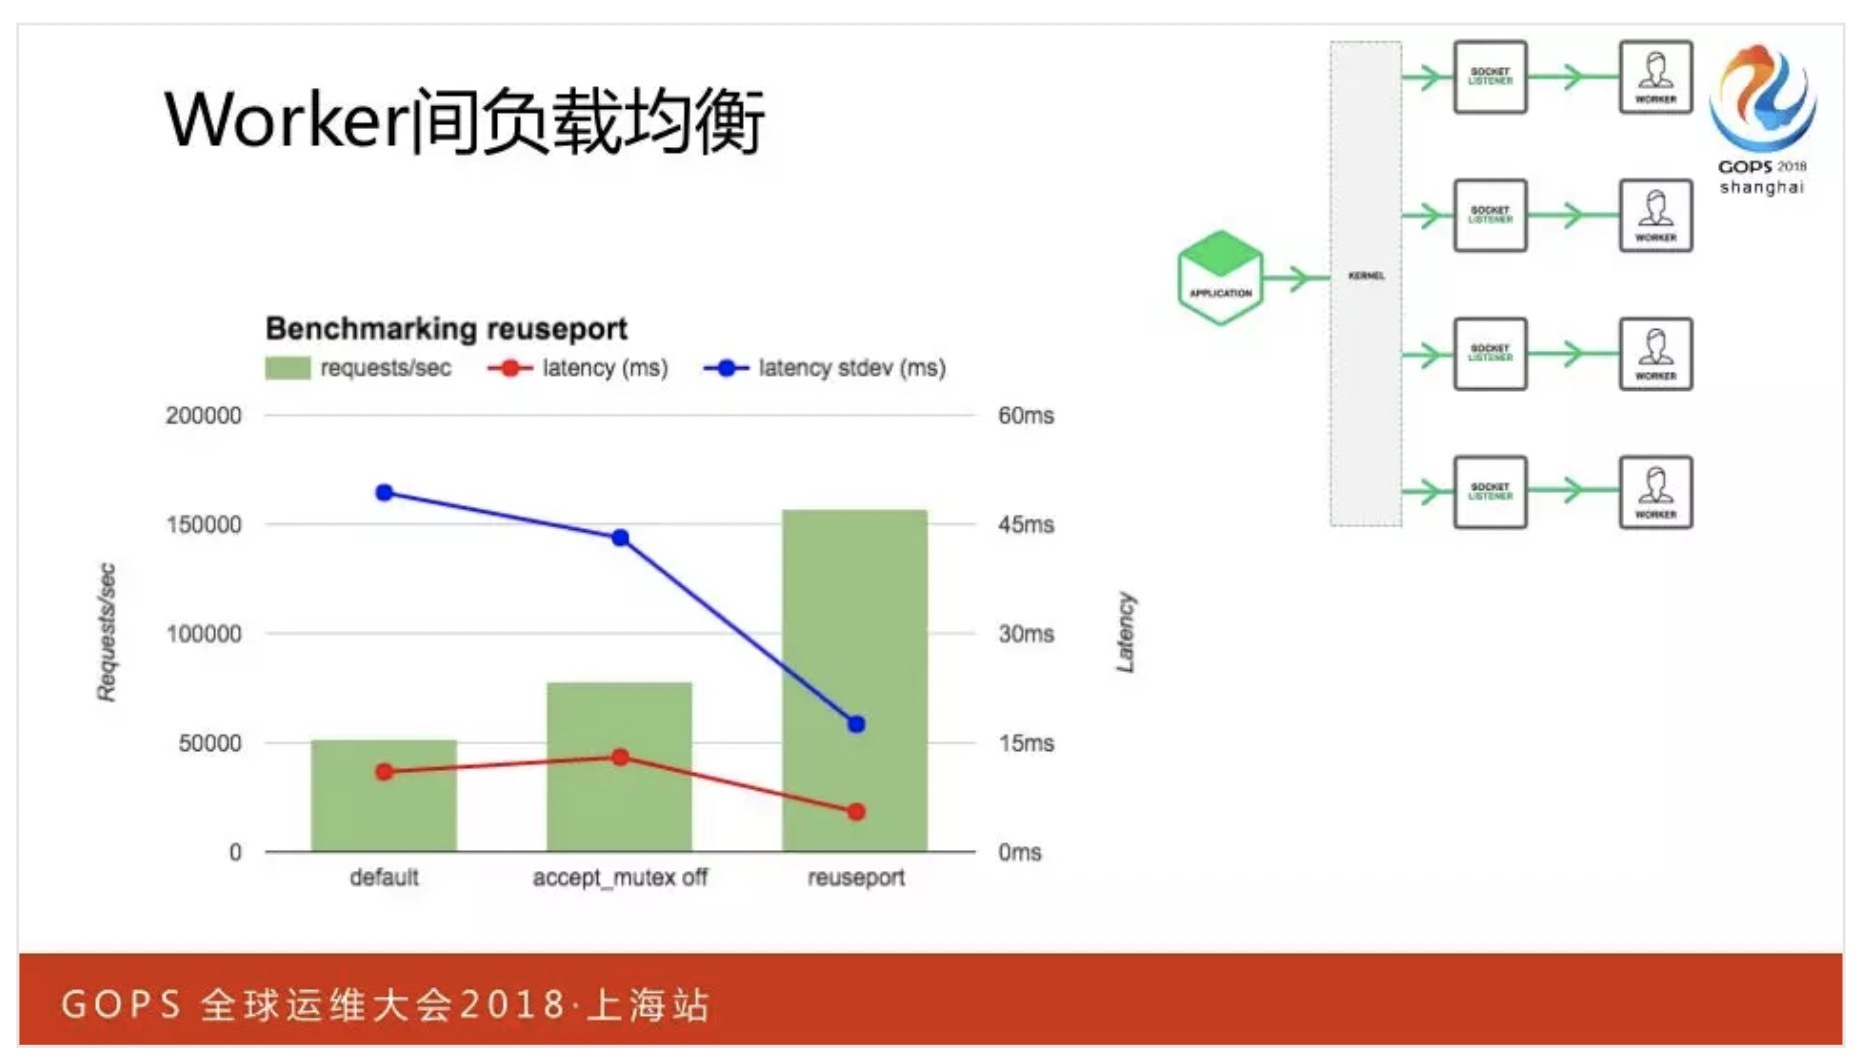 Worker间负载均衡
GOPS 2018
shanghai
APPLICATION
KERNEL
SOCKET
LISTENER
WORKER
SOCKET
LISTENER
WORKER
SOCKET
LISTENER
WORKER
SOCKET
LISTENER
WORKER
Benchmarking reuseport
requests/sec latency (ms) latency stdev (ms)
200000 60ms
150000 45ms
100000 30ms
50000 15ms
0 0ms
Requests/sec
Latency
default accept_mutex off reuseport
GOPS 全球运维大会2018·上海站